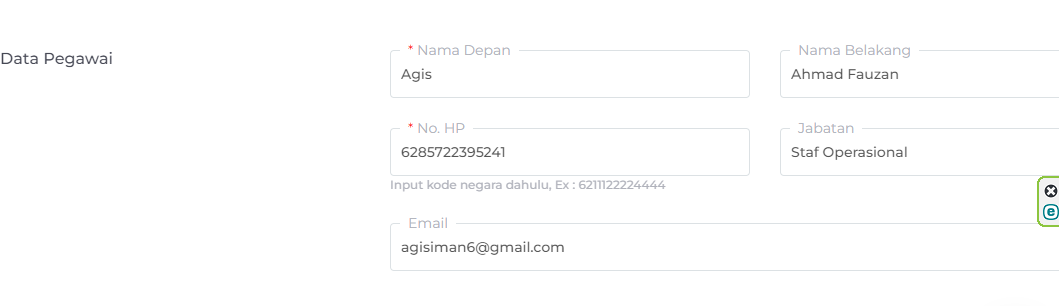 Data Pegawai
* Nama Depan
Agis
Nama Belakang
Ahmad Fauzan
* No. HP
6285722395241
Input kode negara dahulu, Ex : 6211122224444
Jabatan
Staf Operasional
Email
agisiman6@gmail.com